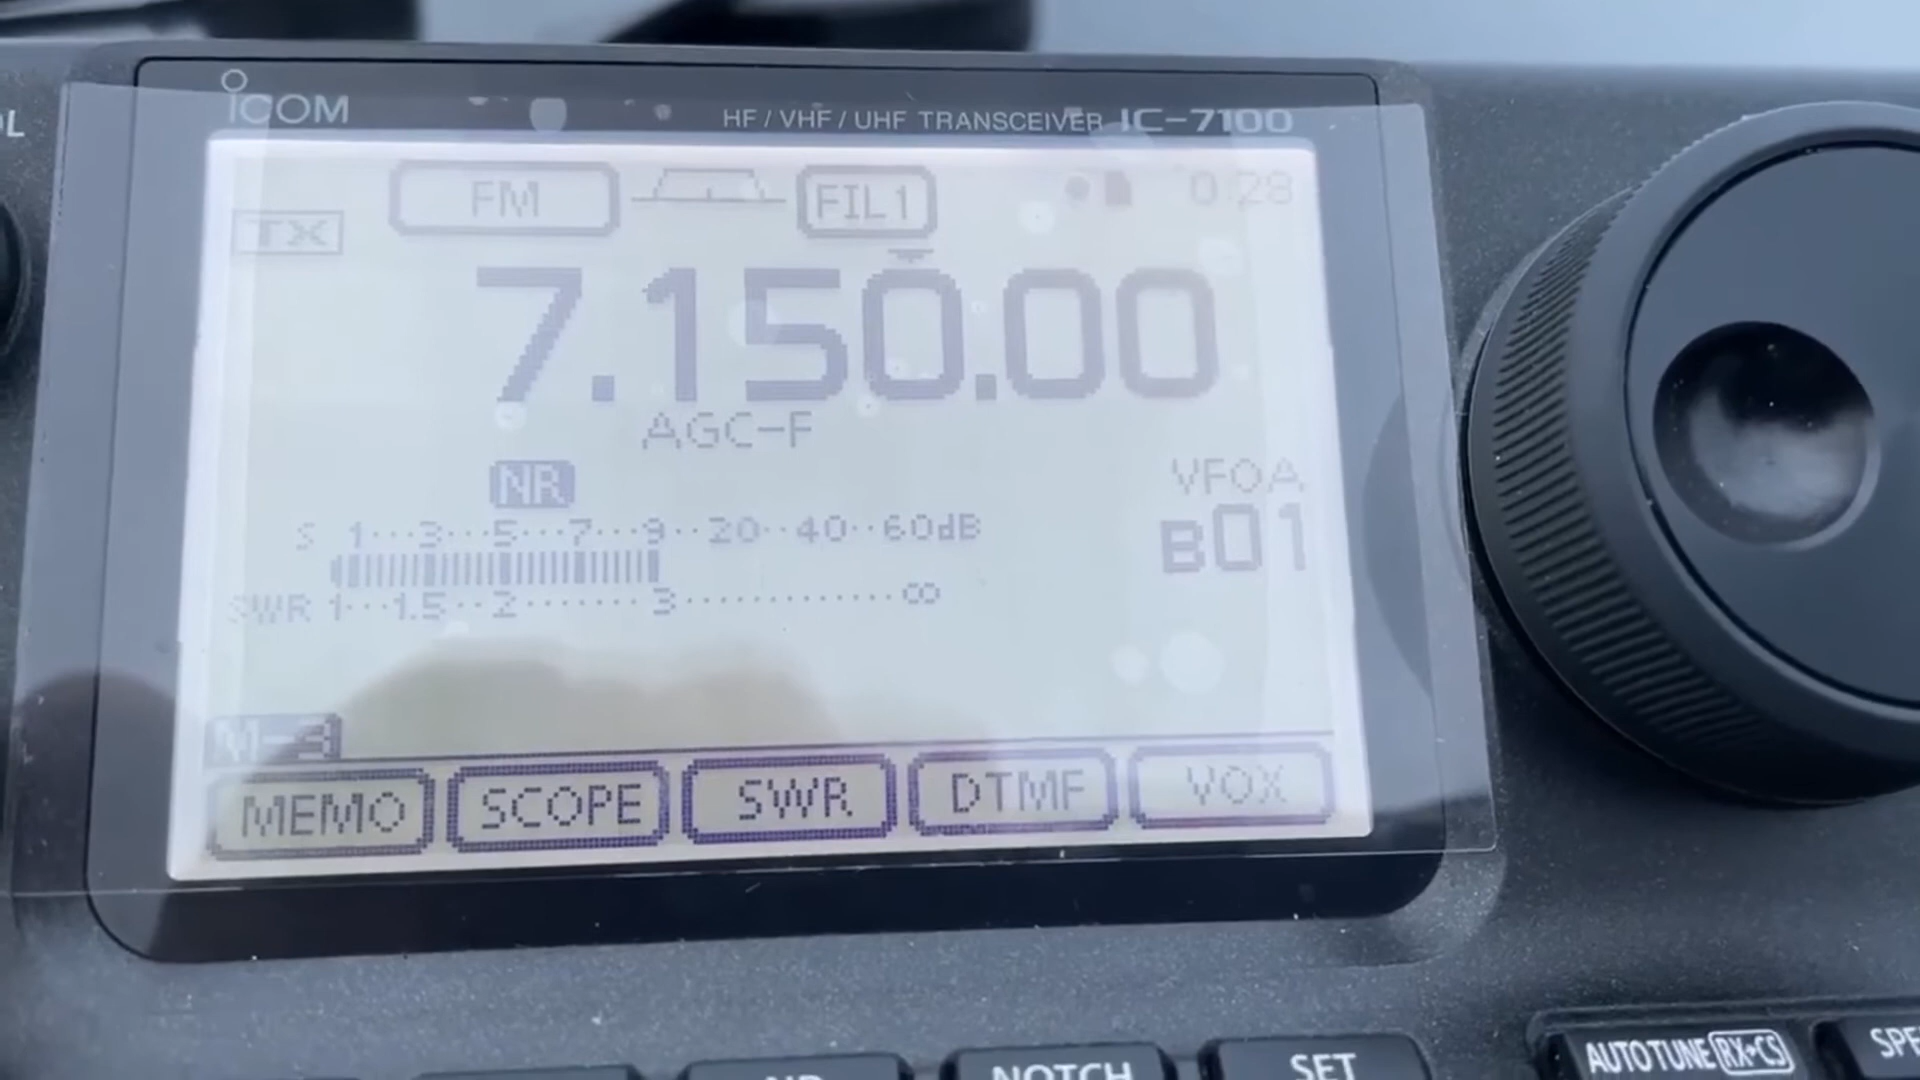 ICOM
HF / VHF / UHF TRANSCEIVER IC-7100
FM FIL1 0:28
TX
7.150.00
AGC-F
NR
VFOA
B01
S 1···3···5···7···9··20··40··60dB
SWR 1···1.5··2·······3············∞
M-3
MEMO SCOPE SWR DTMF VOX
NOTCH SET AUTOTUNE RX▸CS